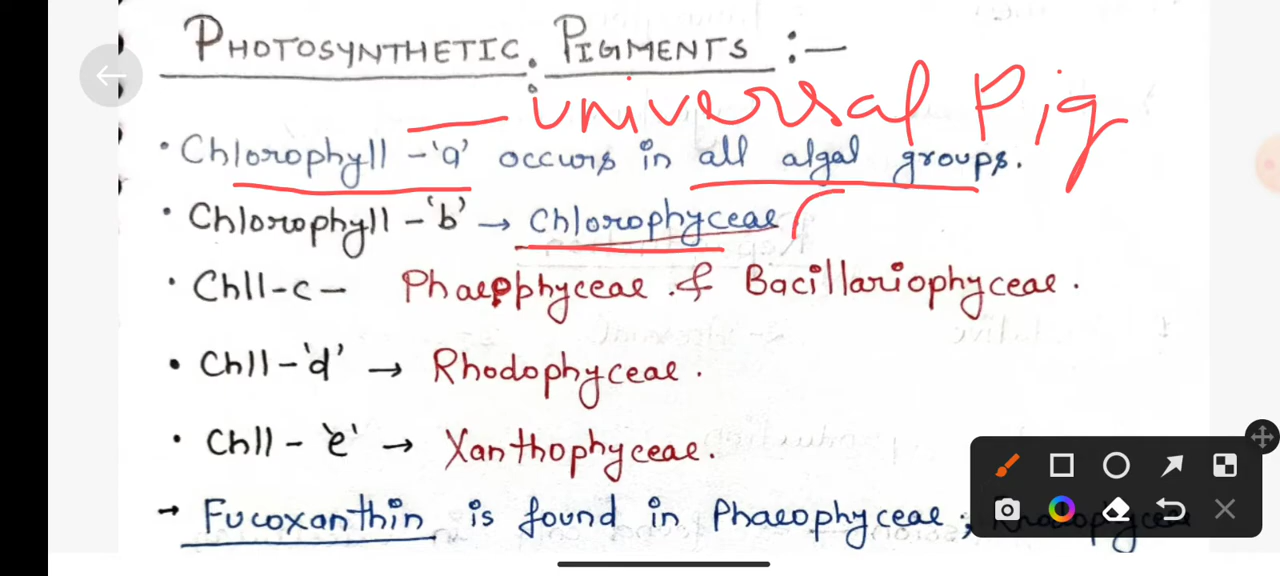 PHOTOSYNTHETIC. PIGMENTS :—
— universal Pig
• Chlorophyll -'a' occurs in all algal groups.
• Chlorophyll -'b' → Chlorophyceae
• Chll-c- Phaeophyceae & Bacillariophyceae.
• Chll-'d' → Rhodophyceae.
• Chll - 'e' → Xanthophyceae.
→ Fucoxanthin is found in Phaeophyceae;